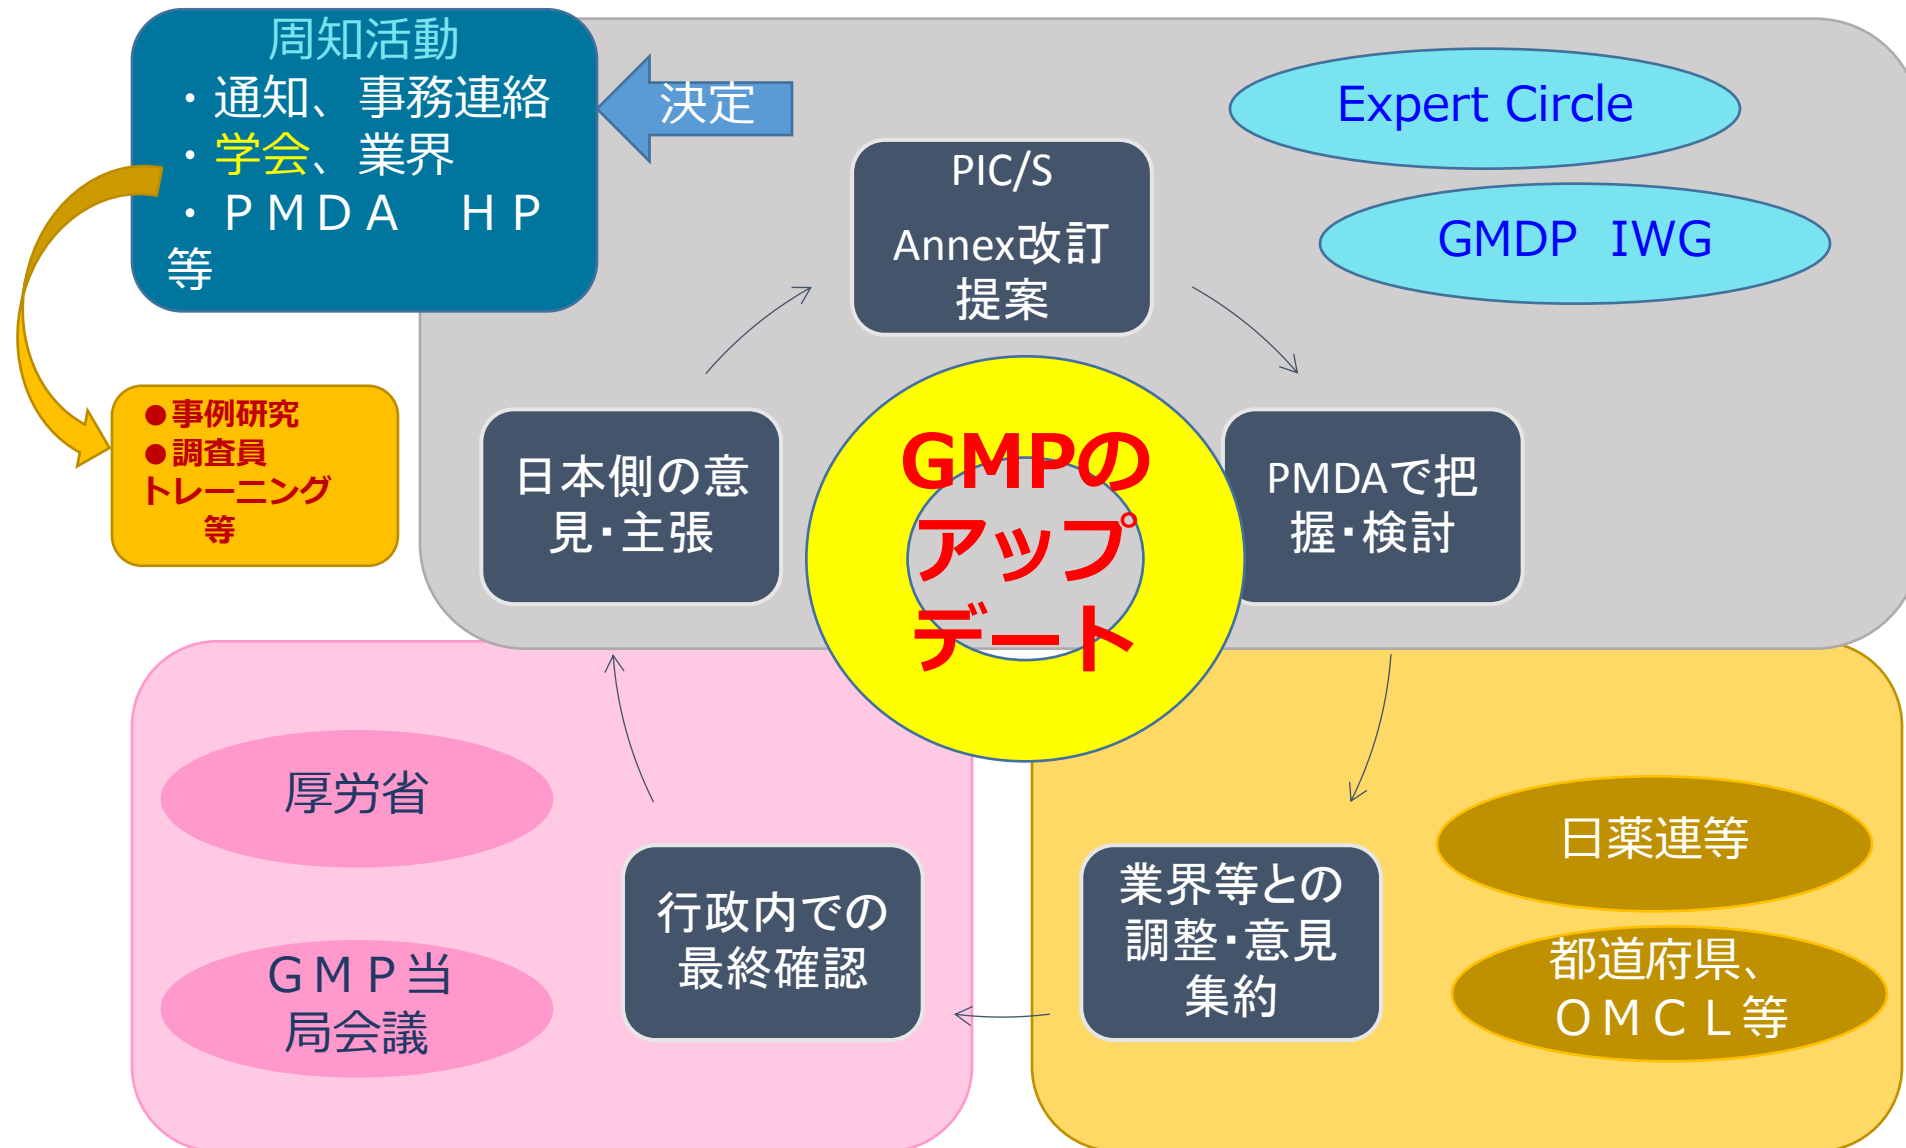 周知活動
・通知、事務連絡
・学会、業界
・ＰＭＤＡ　ＨＰ
等
決定
Expert Circle
GMDP　IWG
PIC/S
Annex改訂
提案
●事例研究
●調査員
トレーニング
等
日本側の意
見・主張
GMPの
アップ
デート
PMDAで把
握・検討
厚労省
ＧＭＰ当
局会議
行政内での
最終確認
業界等との
調整・意見
集約
日薬連等
都道府県、
ＯＭＣＬ等